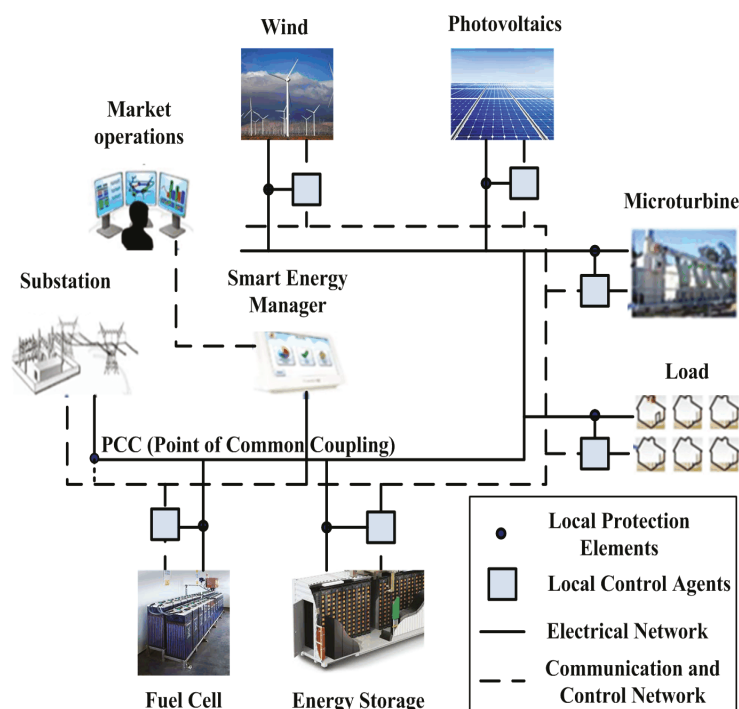 Wind
Photovoltaics
Market
operations
Microturbine
Substation
Smart Energy
Manager
Load
PCC (Point of Common Coupling)
Local Protection
Elements
Local Control Agents
Electrical Network
Communication and
Control Network
Fuel Cell
Energy Storage